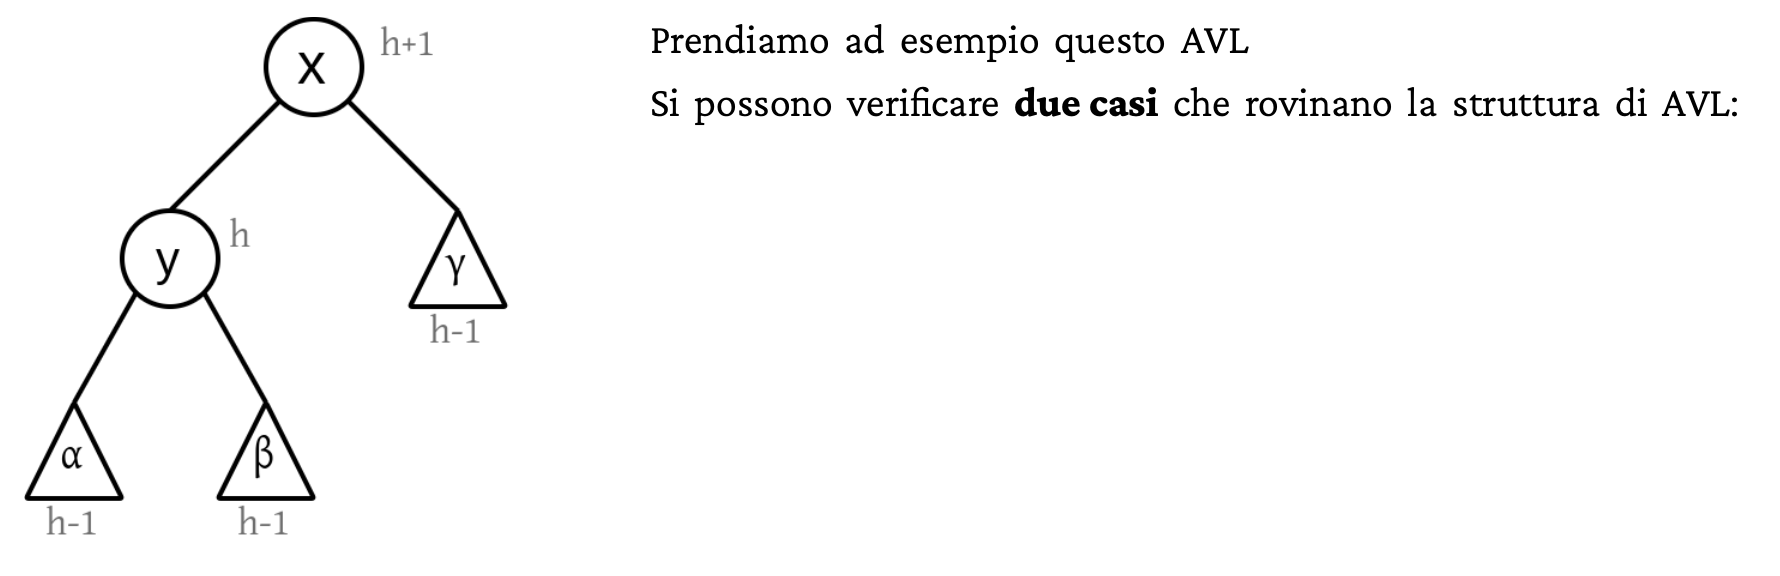 x
h+1
Prendiamo ad esempio questo AVL
Si possono verificare due casi che rovinano la struttura di AVL:
y
h
γ
h-1
α
β
h-1
h-1